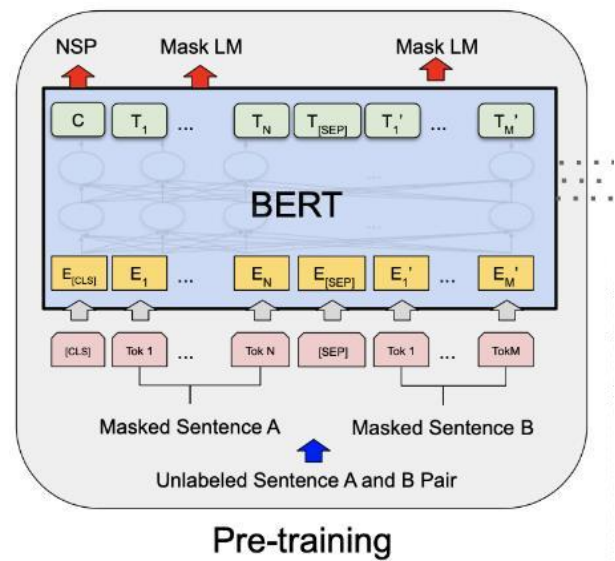 NSP Mask LM Mask LM
C T1 ... TN T[SEP] T1' ... TM'
...
BERT
...
E[CLS] E1 ... EN E[SEP] E1' ... EM'
[CLS] Tok 1 ... Tok N [SEP] Tok 1 ... TokM
Masked Sentence A Masked Sentence B
Unlabeled Sentence A and B Pair
Pre-training